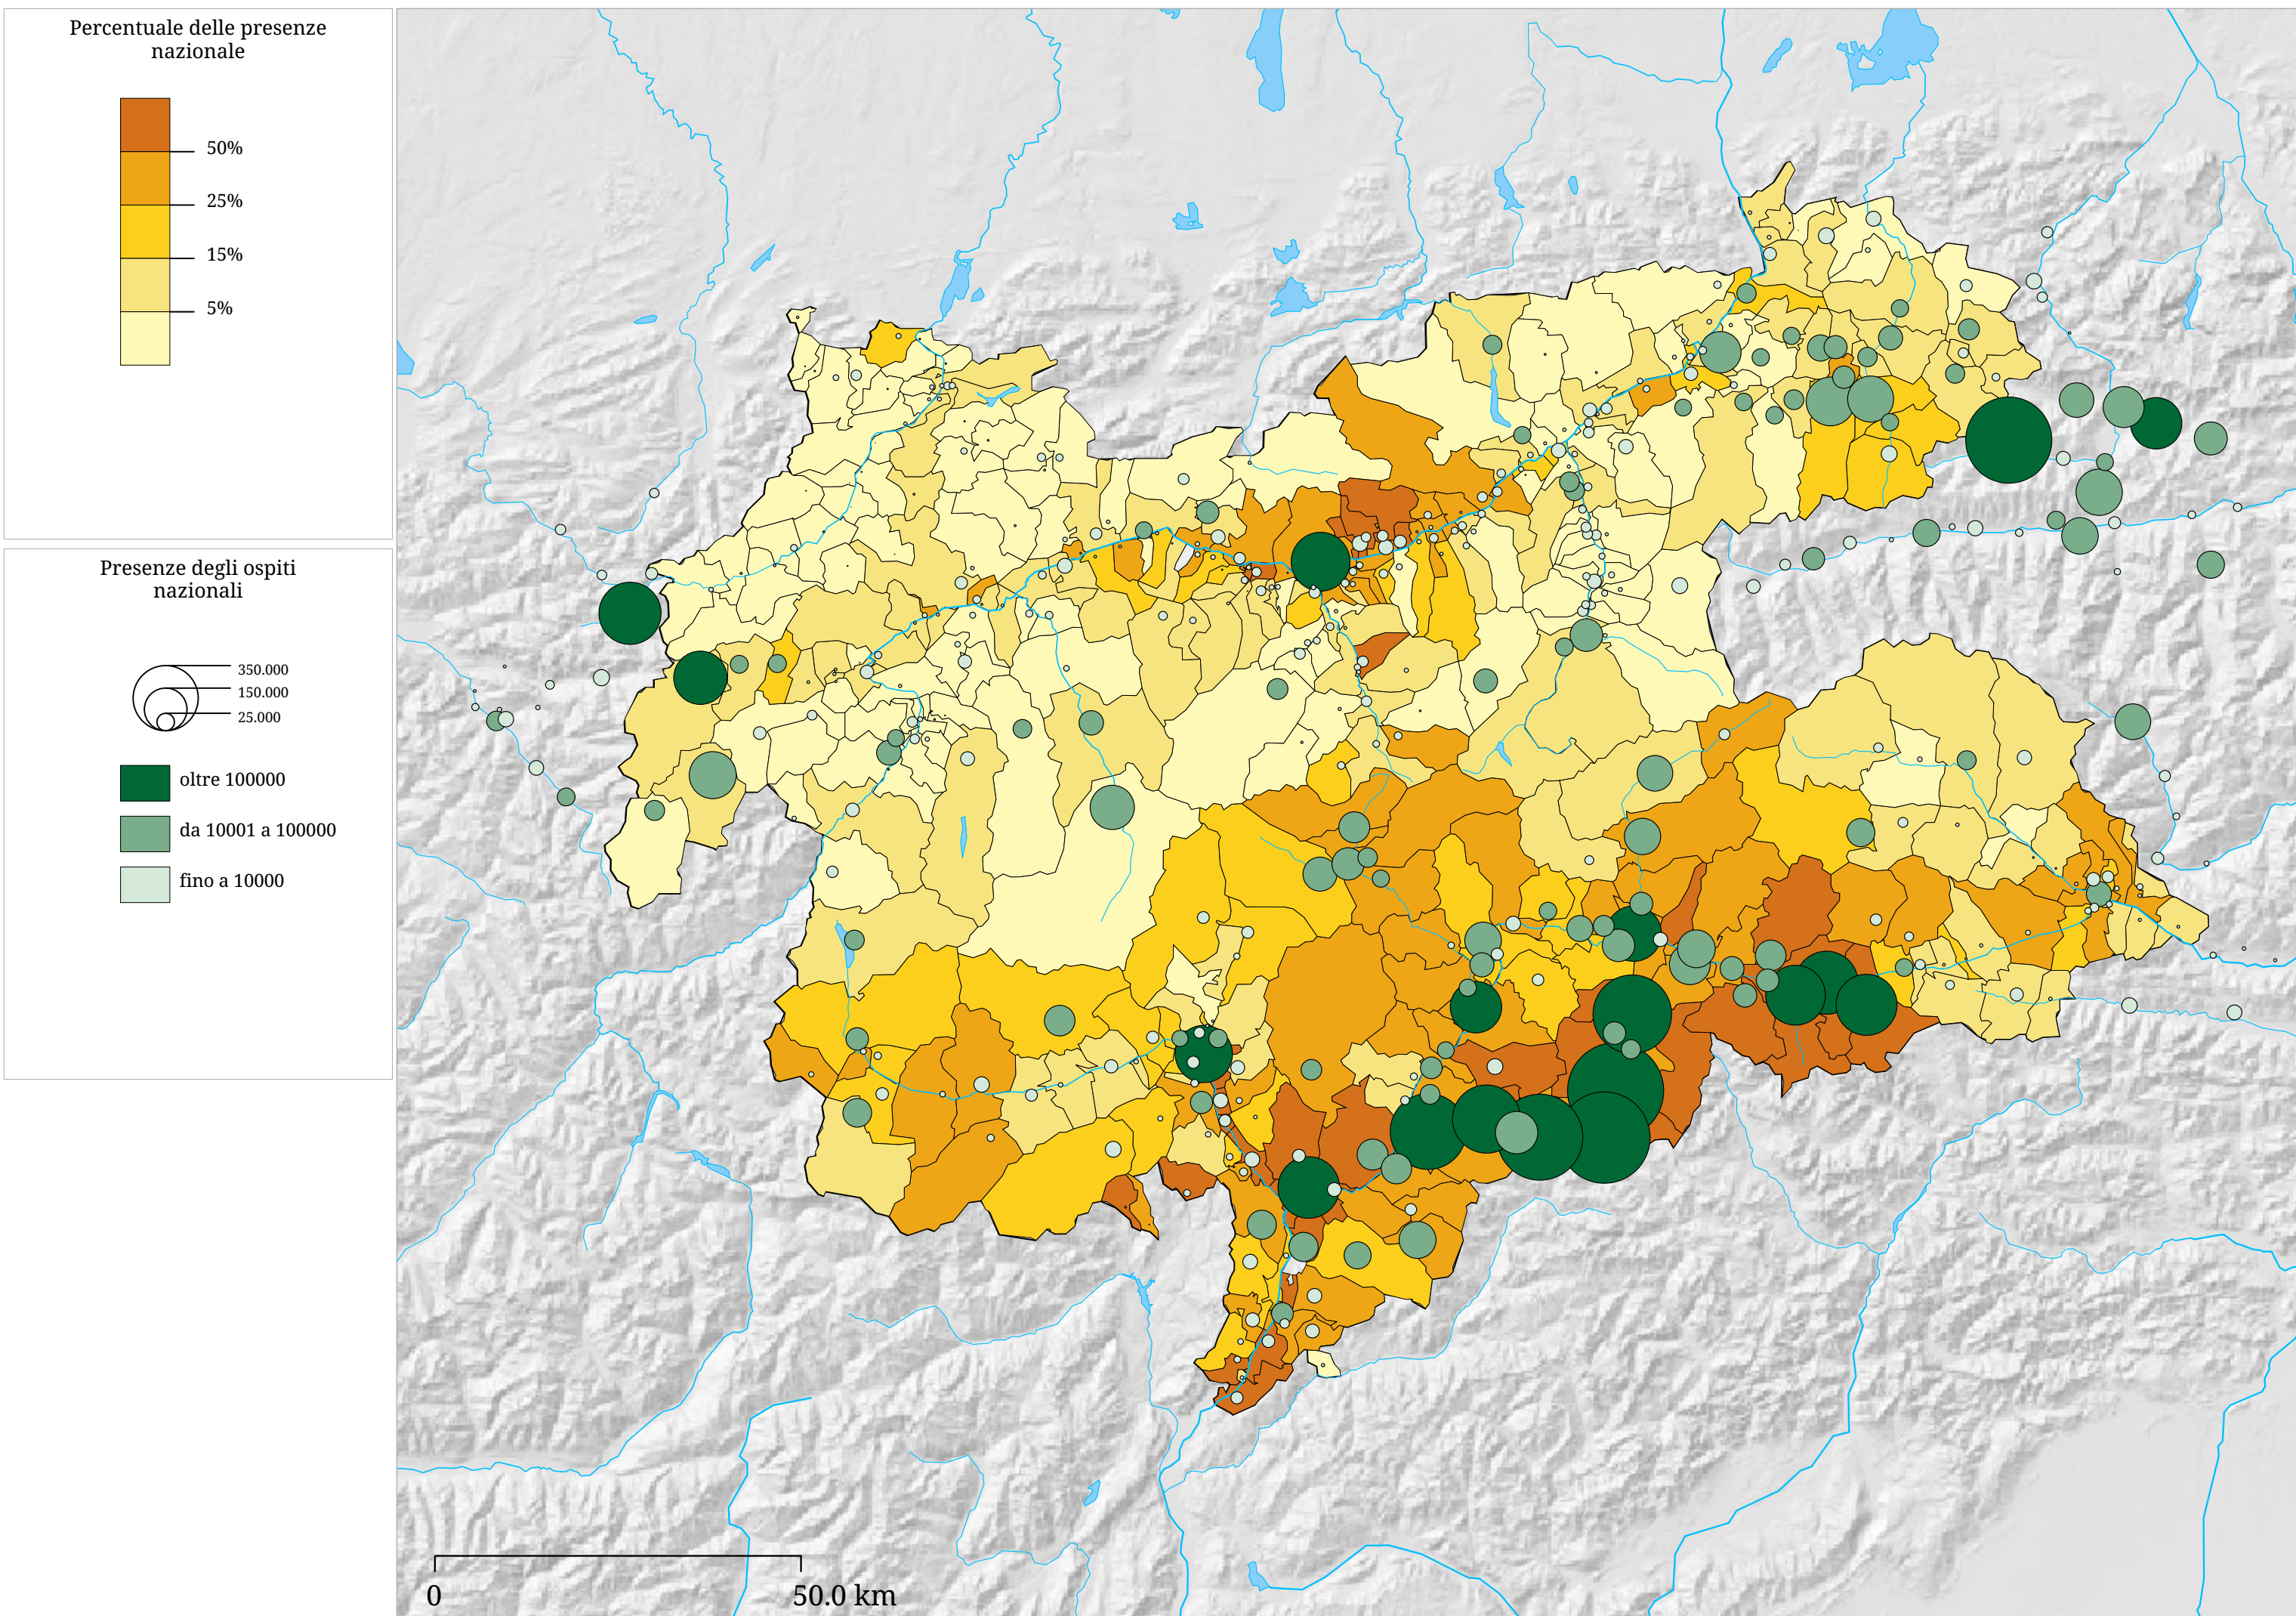 Percentuale delle presenze
nazionale
50%
25%
15%
5%
Presenze degli ospiti
nazionali
350.000
150.000
25.000
oltre 100000
da 10001 a 100000
fino a 10000
0
50.0 km